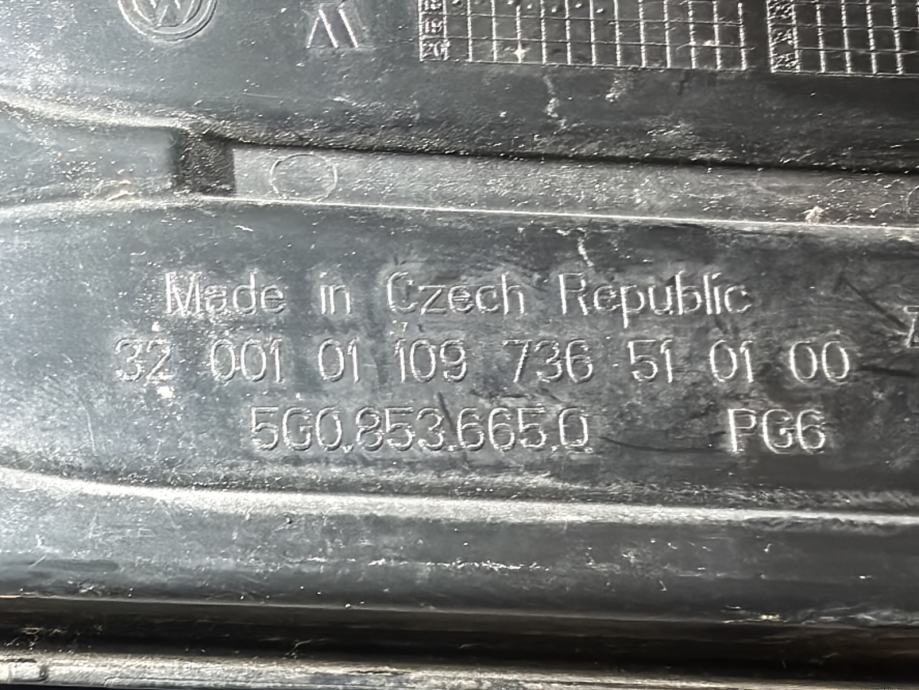 Made in Czech Republic
32 001 01 109 736 51 01 00
5G0.853.665.Q PG6